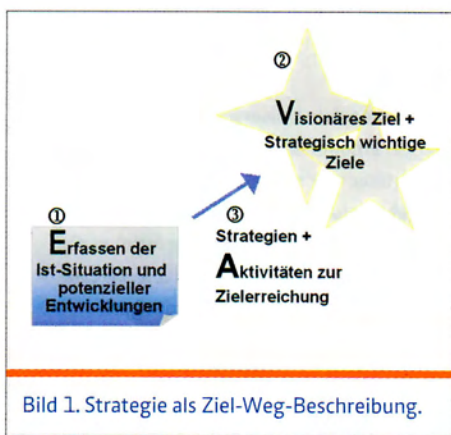 ①
Erfassen der
Ist-Situation und
potenzieller
Entwicklungen
②
Visionäres Ziel +
Strategisch wichtige
Ziele
③
Strategien +
Aktivitäten zur
Zielerreichung
Bild 1. Strategie als Ziel-Weg-Beschreibung.